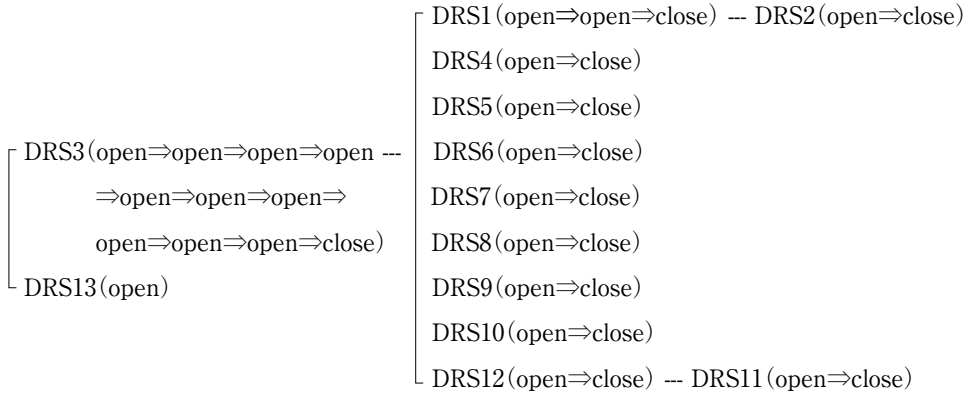 DRS1(open⇒open⇒close) --- DRS2(open⇒close)
DRS4(open⇒close)
DRS5(open⇒close)
DRS3(open⇒open⇒open⇒open --- DRS6(open⇒close)
⇒open⇒open⇒open⇒ DRS7(open⇒close)
open⇒open⇒open⇒close) DRS8(open⇒close)
DRS13(open) DRS9(open⇒close)
DRS10(open⇒close)
DRS12(open⇒close) --- DRS11(open⇒close)